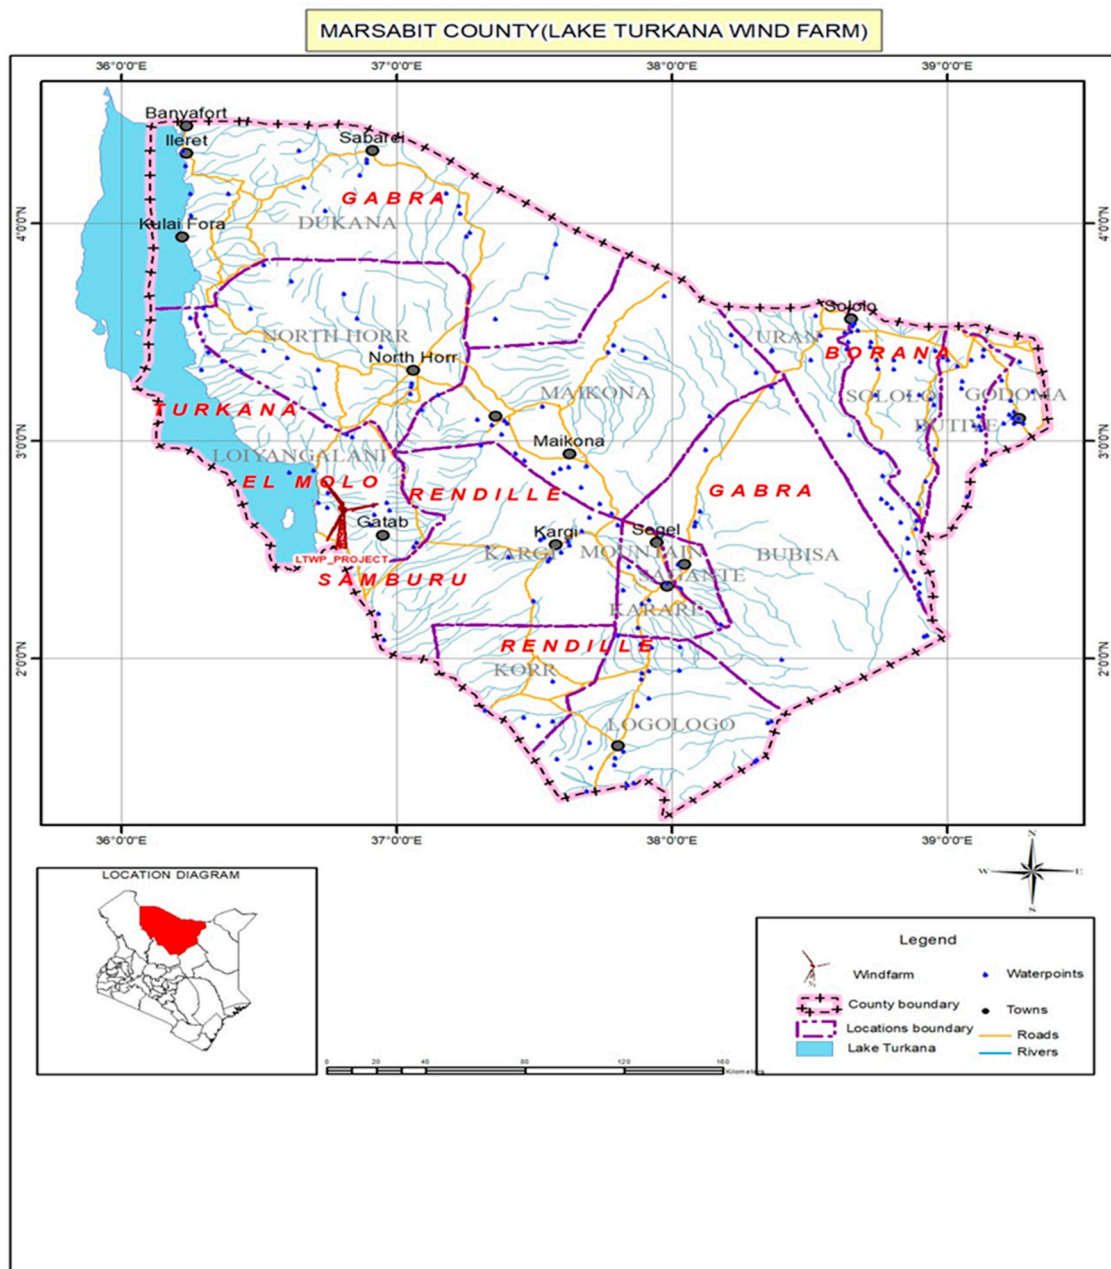 MARSABIT COUNTY(LAKE TURKANA WIND FARM)
36°0'0"E 37°0'0"E 38°0'0"E 39°0'0"E
Banyafort
Ileret
Sabarei
GABRA
DUKANA
4°0'0"N 4°0'0"N
Kulai Fora
Sololo
NORTH HORR
URAN
BORANA
North Horr
MAIKONA
SOLOLO
GODOMA
TURKANA
BUTIYE
3°0'0"N 3°0'0"N
Maikona
LOIYANGALANI
EL MOLO
RENDILLE
GABRA
Gatab
Kargi
Segel
KARGI
MOUNTAIN
BUBISA
LTWP_PROJECT
SAMBURU
SAGANTE
KARARE
RENDILLE
2°0'0"N 2°0'0"N
KORR
LOGOLOGO
36°0'0"E 37°0'0"E 38°0'0"E 39°0'0"E
LOCATION DIAGRAM
N
W E
S
Legend
Windfarm
Waterpoints
County boundary
Towns
Locations boundary
Roads
Lake Turkana
Rivers
0 20 40 80 120 160
Kilometers